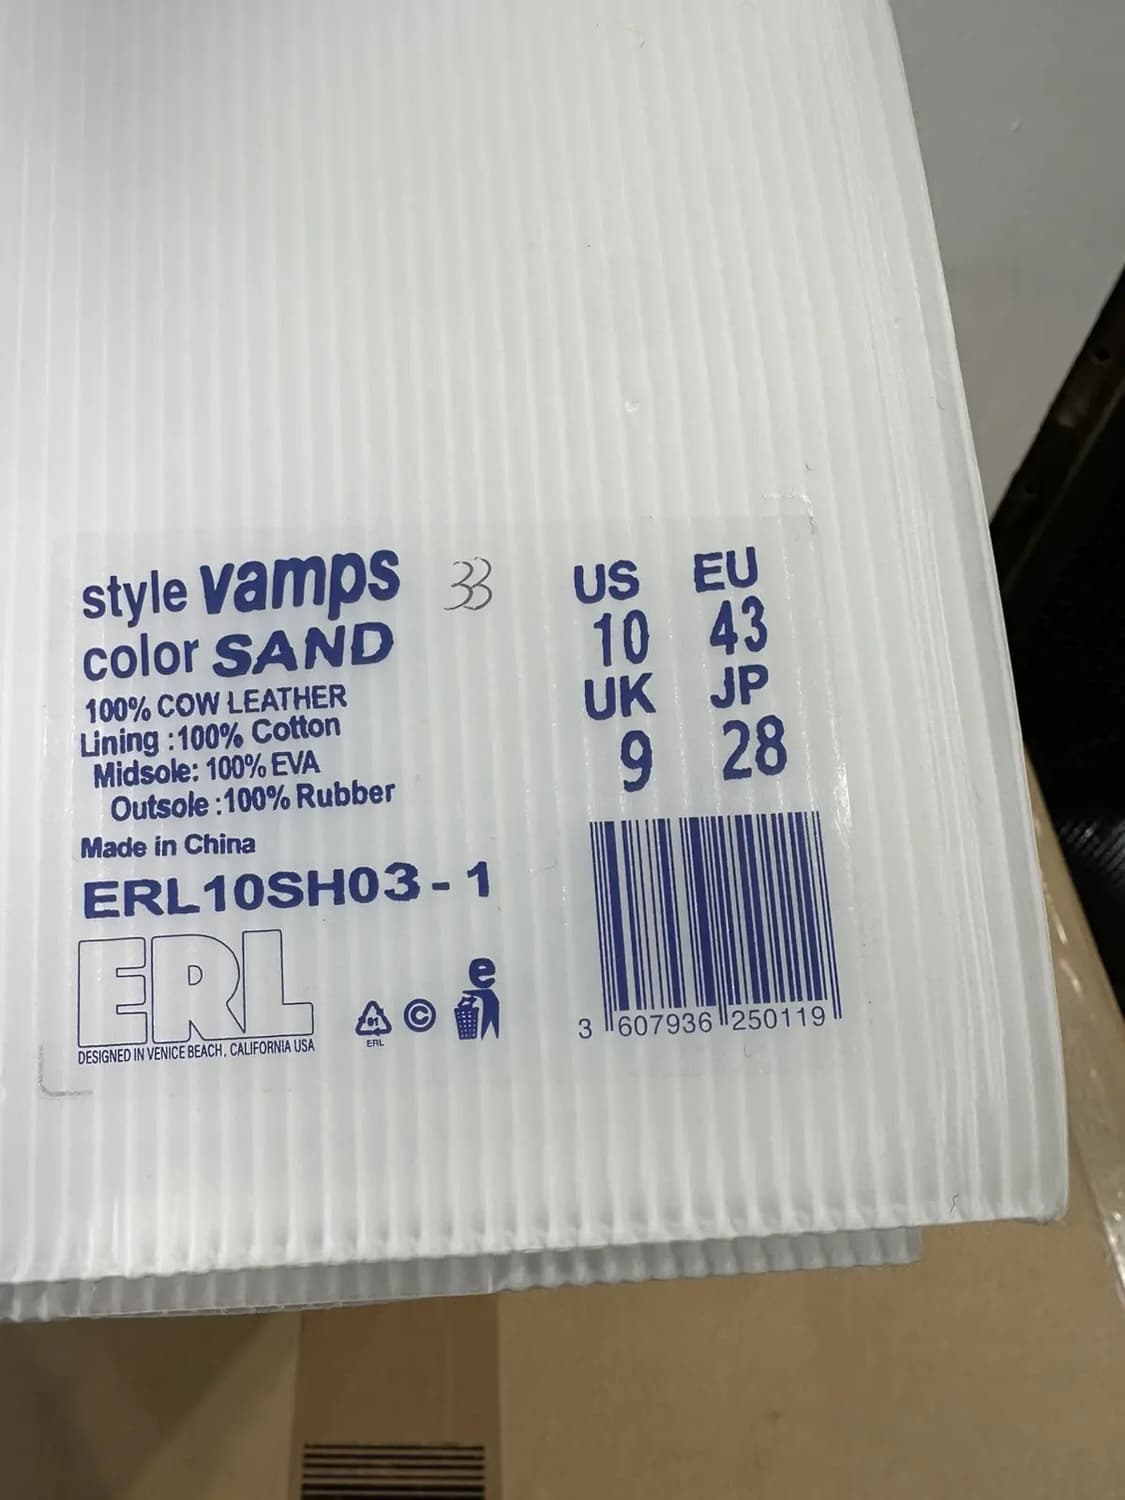 style vamps
color SAND
100% COW LEATHER
Lining :100% Cotton
Midsole: 100% EVA
Outsole :100% Rubber
Made in China
ERL10SH03-1
ERL
DESIGNED IN VENICE BEACH, CALIFORNIA USA
33
US EU
10 43
UK JP
9 28
91
ERL
©
e
3 607936 250119